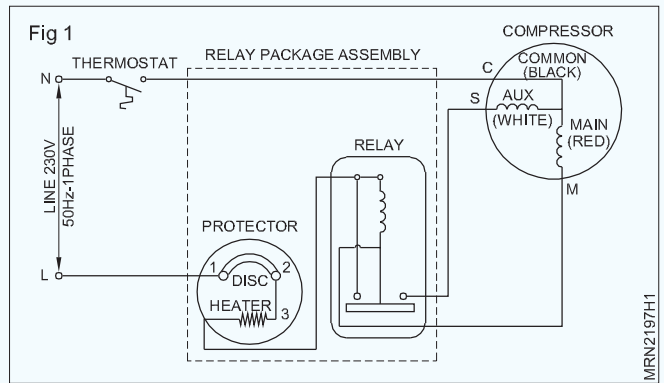 Fig 1
COMPRESSOR
THERMOSTAT
RELAY PACKAGE ASSEMBLY
N
C
COMMON
(BLACK)
S
AUX
(WHITE)
MAIN
(RED)
M
LINE 230V
50Hz-1PHASE
RELAY
PROTECTOR
L
1
DISC
2
HEATER
3
MRN2197H1